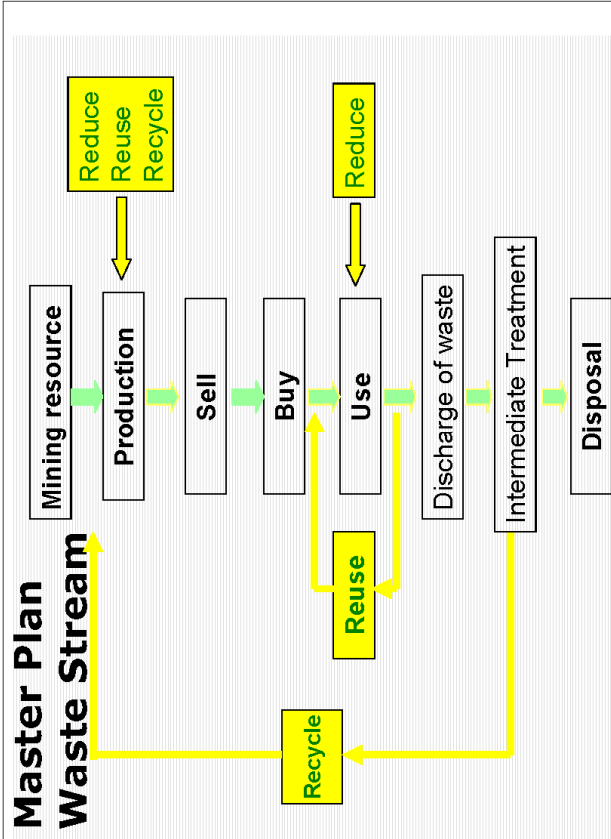 Master Plan
Waste Stream
Mining resource
Production
Reduce
Reuse
Recycle
Sell
Buy
Use
Reduce
Reuse
Recycle
Discharge of waste
Intermediate Treatment
Disposal